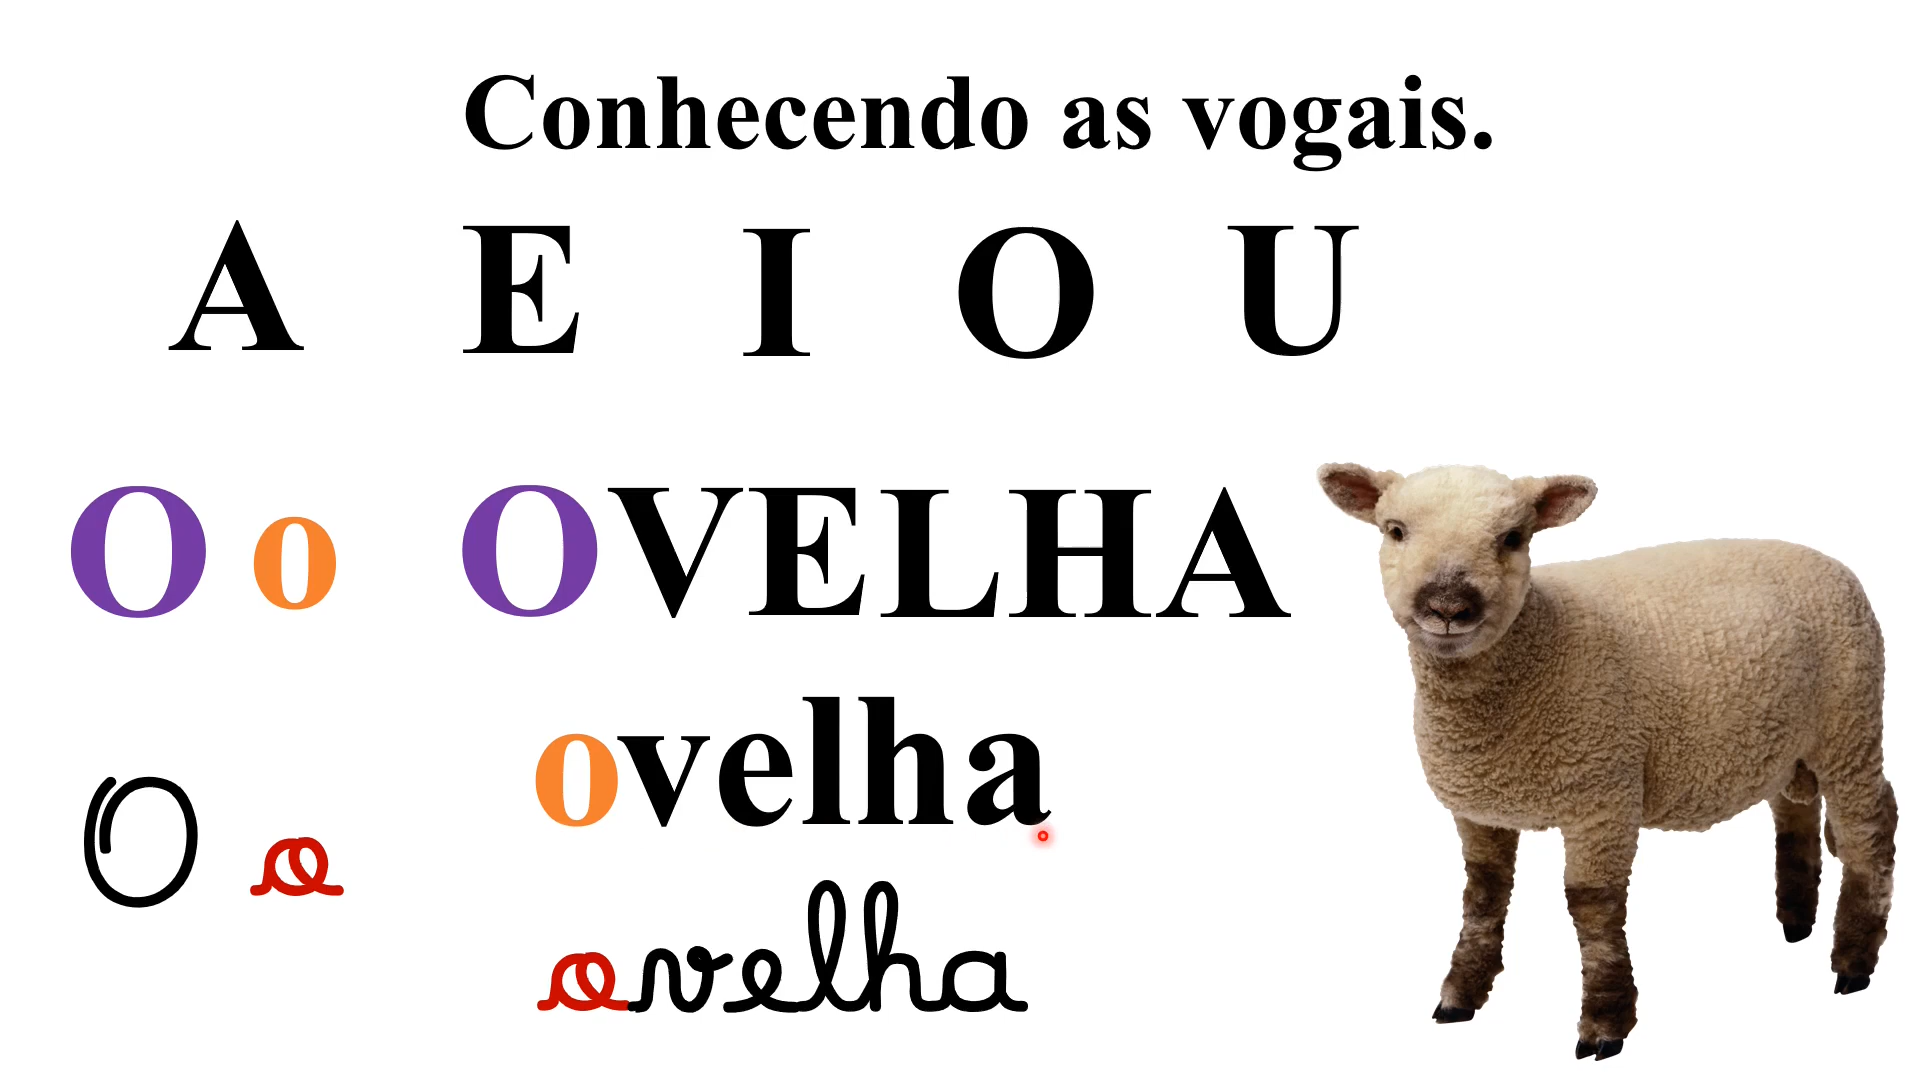 Conhecendo as vogais.
A E I O U
O o OVELHA
ovelha
O o
ovelha